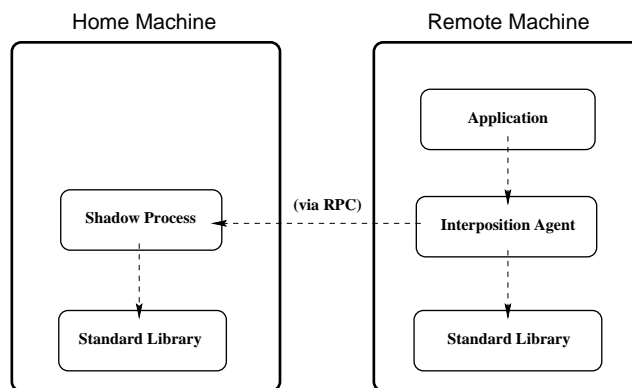 Home Machine
Remote Machine
Application
(via RPC)
Shadow Process
Interposition Agent
Standard Library
Standard Library